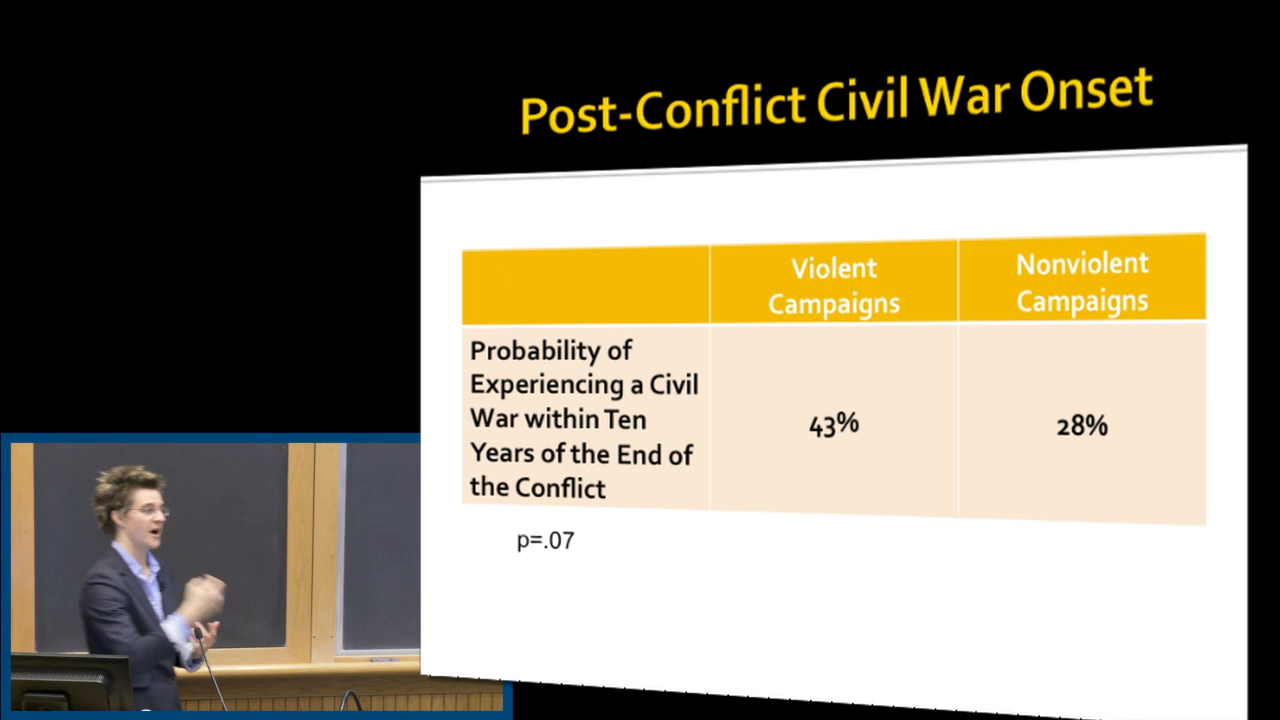 Post-Conflict Civil War Onset
Violent
Campaigns
Nonviolent
Campaigns
Probability of
Experiencing a Civil
War within Ten
Years of the End of
the Conflict
43%
28%
p=.07